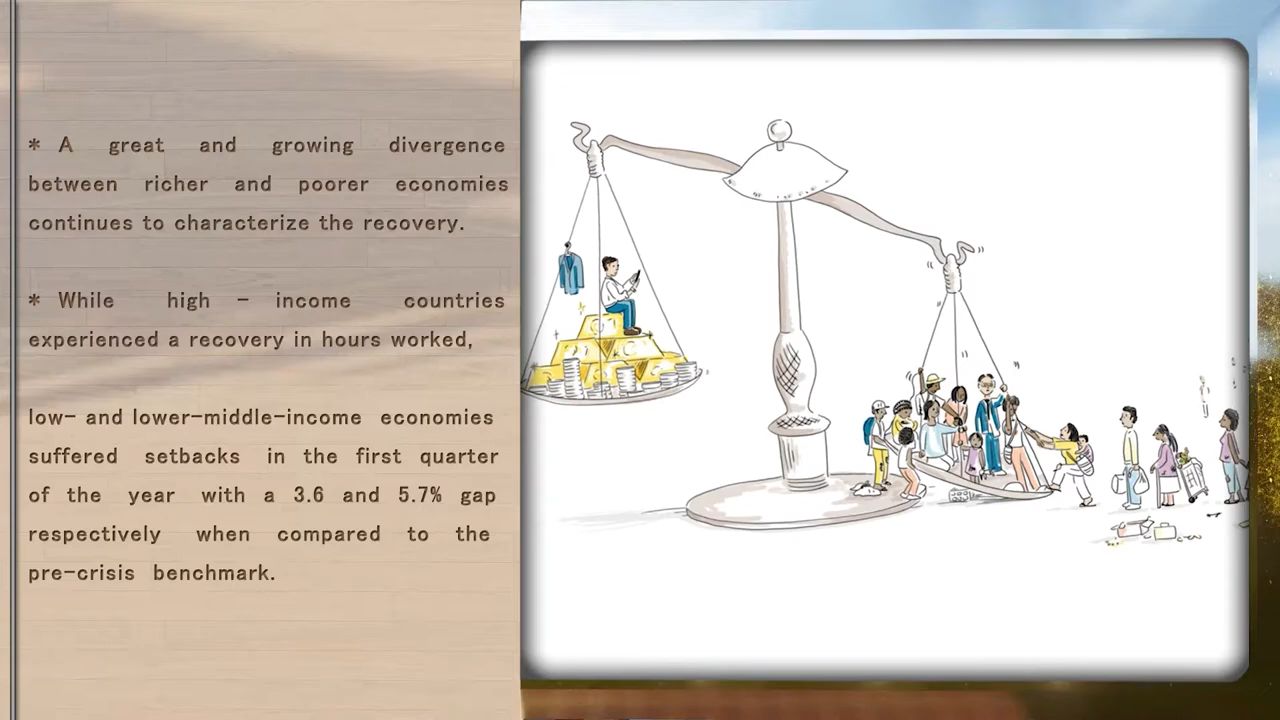 * A great and growing divergence
between richer and poorer economies
continues to characterize the recovery.
* While high - income countries
experienced a recovery in hours worked,
low- and lower-middle-income economies
suffered setbacks in the first quarter
of the year with a 3.6 and 5.7% gap
respectively when compared to the
pre-crisis benchmark.